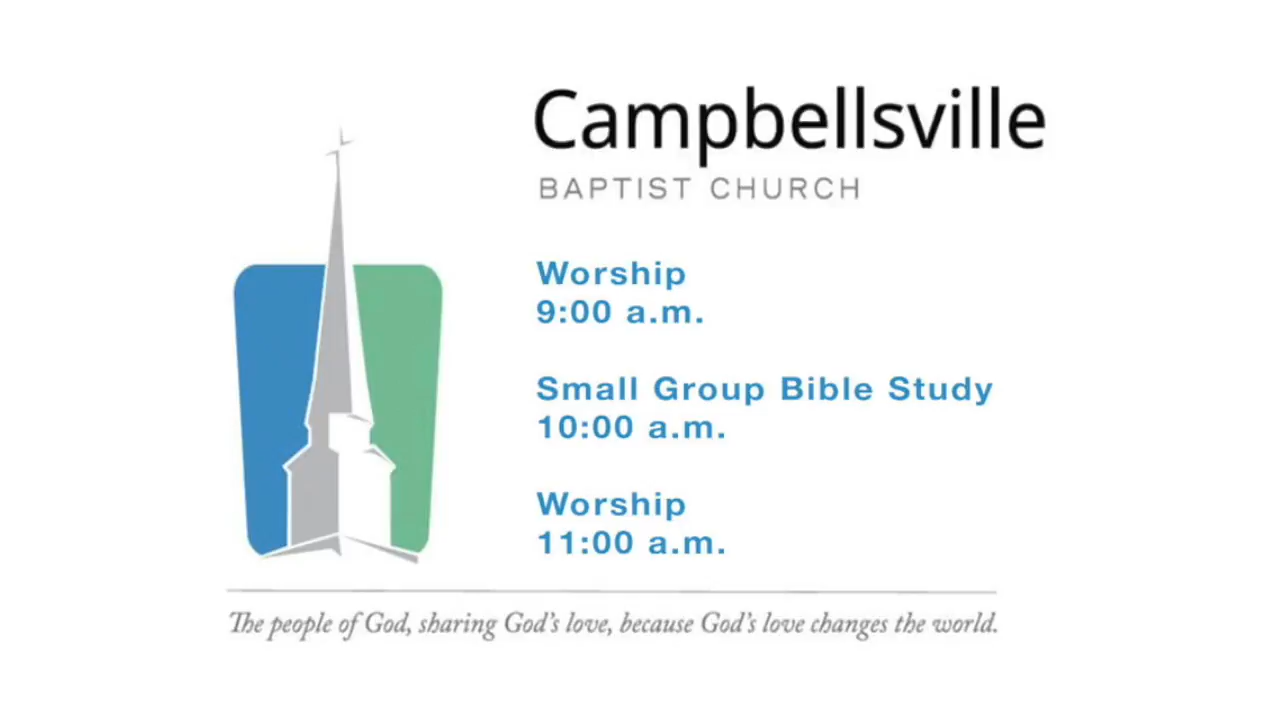 Campbellsville
BAPTIST CHURCH
Worship
9:00 a.m.
Small Group Bible Study
10:00 a.m.
Worship
11:00 a.m.
The people of God, sharing God's love, because God's love changes the world.